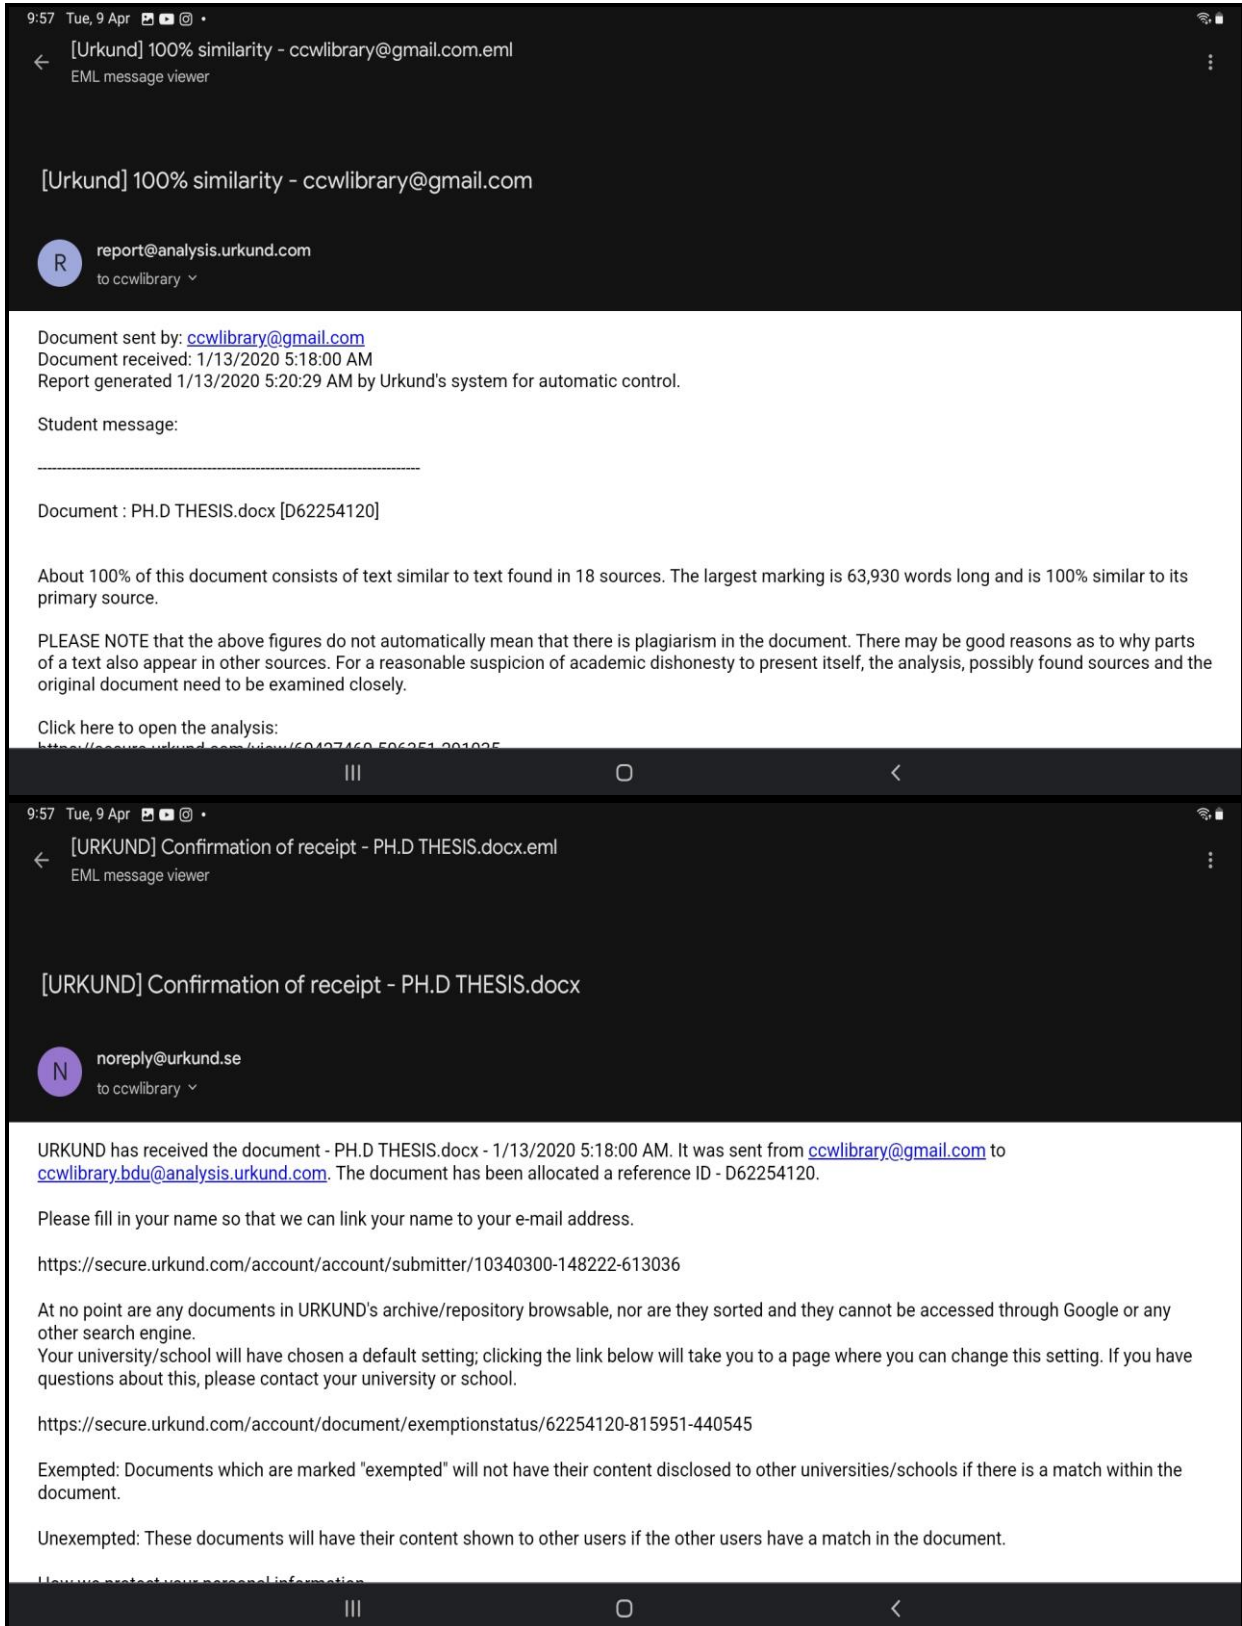 9:57 Tue, 9 Apr
[Urkund] 100% similarity - ccwlibrary@gmail.com.eml
EML message viewer
[Urkund] 100% similarity - ccwlibrary@gmail.com
R
report@analysis.urkund.com
to ccwlibrary
Document sent by: ccwlibrary@gmail.com
Document received: 1/13/2020 5:18:00 AM
Report generated 1/13/2020 5:20:29 AM by Urkund's system for automatic control.
Student message:
--------------------------------------------------------------------------------
Document : PH.D THESIS.docx [D62254120]
About 100% of this document consists of text similar to text found in 18 sources. The largest marking is 63,930 words long and is 100% similar to its
primary source.
PLEASE NOTE that the above figures do not automatically mean that there is plagiarism in the document. There may be good reasons as to why parts
of a text also appear in other sources. For a reasonable suspicion of academic dishonesty to present itself, the analysis, possibly found sources and the
original document need to be examined closely.
Click here to open the analysis:
9:57 Tue, 9 Apr
[URKUND] Confirmation of receipt - PH.D THESIS.docx.eml
EML message viewer
[URKUND] Confirmation of receipt - PH.D THESIS.docx
N
noreply@urkund.se
to ccwlibrary
URKUND has received the document - PH.D THESIS.docx - 1/13/2020 5:18:00 AM. It was sent from ccwlibrary@gmail.com to
ccwlibrary.bdu@analysis.urkund.com. The document has been allocated a reference ID - D62254120.
Please fill in your name so that we can link your name to your e-mail address.
https://secure.urkund.com/account/account/submitter/10340300-148222-613036
At no point are any documents in URKUND's archive/repository browsable, nor are they sorted and they cannot be accessed through Google or any
other search engine.
Your university/school will have chosen a default setting; clicking the link below will take you to a page where you can change this setting. If you have
questions about this, please contact your university or school.
https://secure.urkund.com/account/document/exemptionstatus/62254120-815951-440545
Exempted: Documents which are marked "exempted" will not have their content disclosed to other universities/schools if there is a match within the
document.
Unexempted: These documents will have their content shown to other users if the other users have a match in the document.
How we protect your personal information